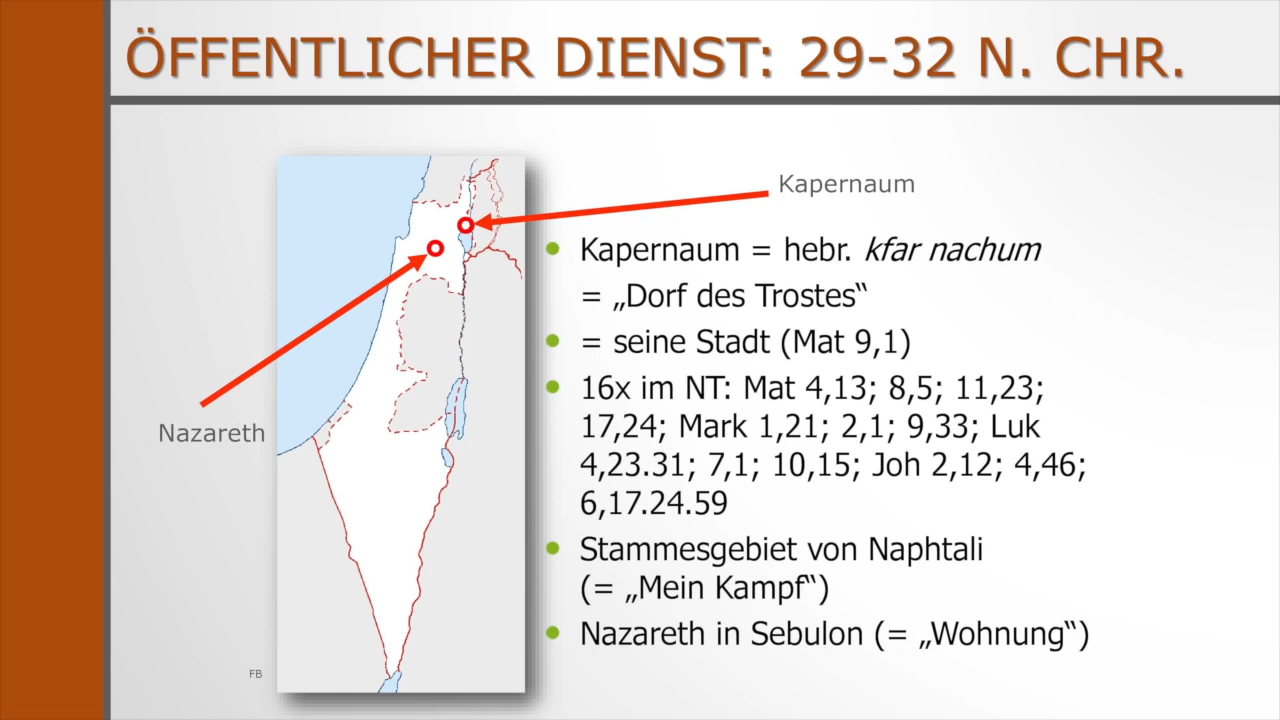 ÖFFENTLICHER DIENST: 29-32 N. CHR.
Kapernaum
Nazareth
Kapernaum = hebr. kfar nachum
= „Dorf des Trostes“
= seine Stadt (Mat 9,1)
16x im NT: Mat 4,13; 8,5; 11,23;
17,24; Mark 1,21; 2,1; 9,33; Luk
4,23.31; 7,1; 10,15; Joh 2,12; 4,46;
6,17.24.59
Stammesgebiet von Naphtali
(= „Mein Kampf“)
Nazareth in Sebulon (= „Wohnung“)
FB